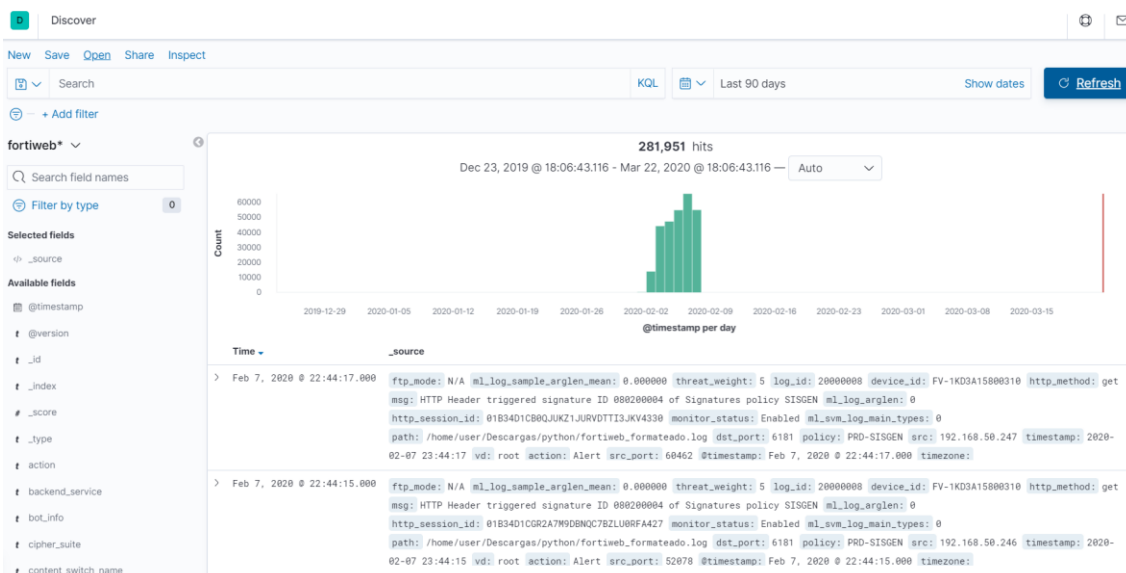 D Discover
New Save Open Share Inspect
Search KQL Last 90 days Show dates Refresh
+ Add filter
fortiweb*
Search field names
Filter by type 0
Selected fields
</> _source
Available fields
@timestamp
t @version
t _id
t _index
# _score
t _type
t action
t backend_service
t bot_info
t cipher_suite
t content_switch_name
281,951 hits
Dec 23, 2019 @ 18:06:43.116 - Mar 22, 2020 @ 18:06:43.116 — Auto
Count
60000
50000
40000
30000
20000
10000
0
2019-12-29 2020-01-05 2020-01-12 2020-01-19 2020-01-26 2020-02-02 2020-02-09 2020-02-16 2020-02-23 2020-03-01 2020-03-08 2020-03-15
@timestamp per day
Time _source
Feb 7, 2020 @ 22:44:17.000 ftp_mode: N/A ml_log_sample_arglen_mean: 0.000000 threat_weight: 5 log_id: 20000008 device_id: FV-1KD3A15800310 http_method: get
msg: HTTP Header triggered signature ID 080200004 of Signatures policy SISGEN ml_log_arglen: 0
http_session_id: 01B34D1CB0QJUKZ1JURVDTTI3JKV4330 monitor_status: Enabled ml_svm_log_main_types: 0
path: /home/user/Descargas/python/fortiweb_formateado.log dst_port: 6181 policy: PRD-SISGEN src: 192.168.50.247 timestamp: 2020-
02-07 23:44:17 vd: root action: Alert src_port: 60462 @timestamp: Feb 7, 2020 @ 22:44:17.000 timezone:
Feb 7, 2020 @ 22:44:15.000 ftp_mode: N/A ml_log_sample_arglen_mean: 0.000000 threat_weight: 5 log_id: 20000008 device_id: FV-1KD3A15800310 http_method: get
msg: HTTP Header triggered signature ID 080200004 of Signatures policy SISGEN ml_log_arglen: 0
http_session_id: 01B34D1CGR2A7M9DBNQC7BZLU0RFA427 monitor_status: Enabled ml_svm_log_main_types: 0
path: /home/user/Descargas/python/fortiweb_formateado.log dst_port: 6181 policy: PRD-SISGEN src: 192.168.50.246 timestamp: 2020-
02-07 23:44:15 vd: root action: Alert src_port: 52078 @timestamp: Feb 7, 2020 @ 22:44:15.000 timezone: